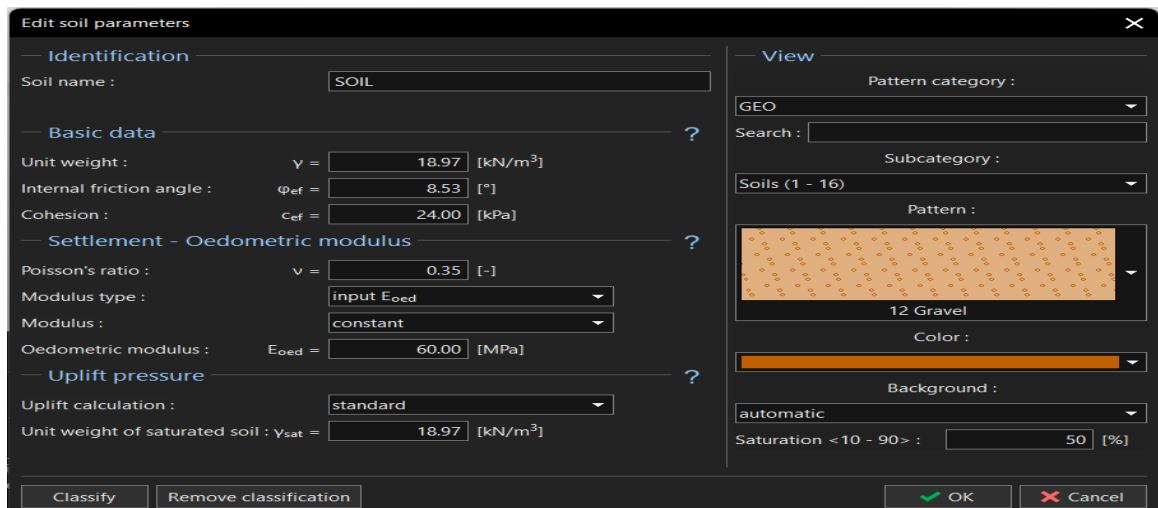 Edit soil parameters
Identification
Soil name :
SOIL
Basic data
?
Unit weight : γ = 18.97 [kN/m³]
Internal friction angle : φef = 8.53 [°]
Cohesion : cef = 24.00 [kPa]
Settlement - Oedometric modulus
?
Poisson's ratio : ν = 0.35 [-]
Modulus type : input Eoed
Modulus : constant
Oedometric modulus : Eoed = 60.00 [MPa]
Uplift pressure
?
Uplift calculation : standard
Unit weight of saturated soil : γsat = 18.97 [kN/m³]
Classify
Remove classification
View
Pattern category :
GEO
Search :
Subcategory :
Soils (1 - 16)
Pattern :
12 Gravel
Color :
Background :
automatic
Saturation <10 - 90> : 50 [%]
OK
Cancel